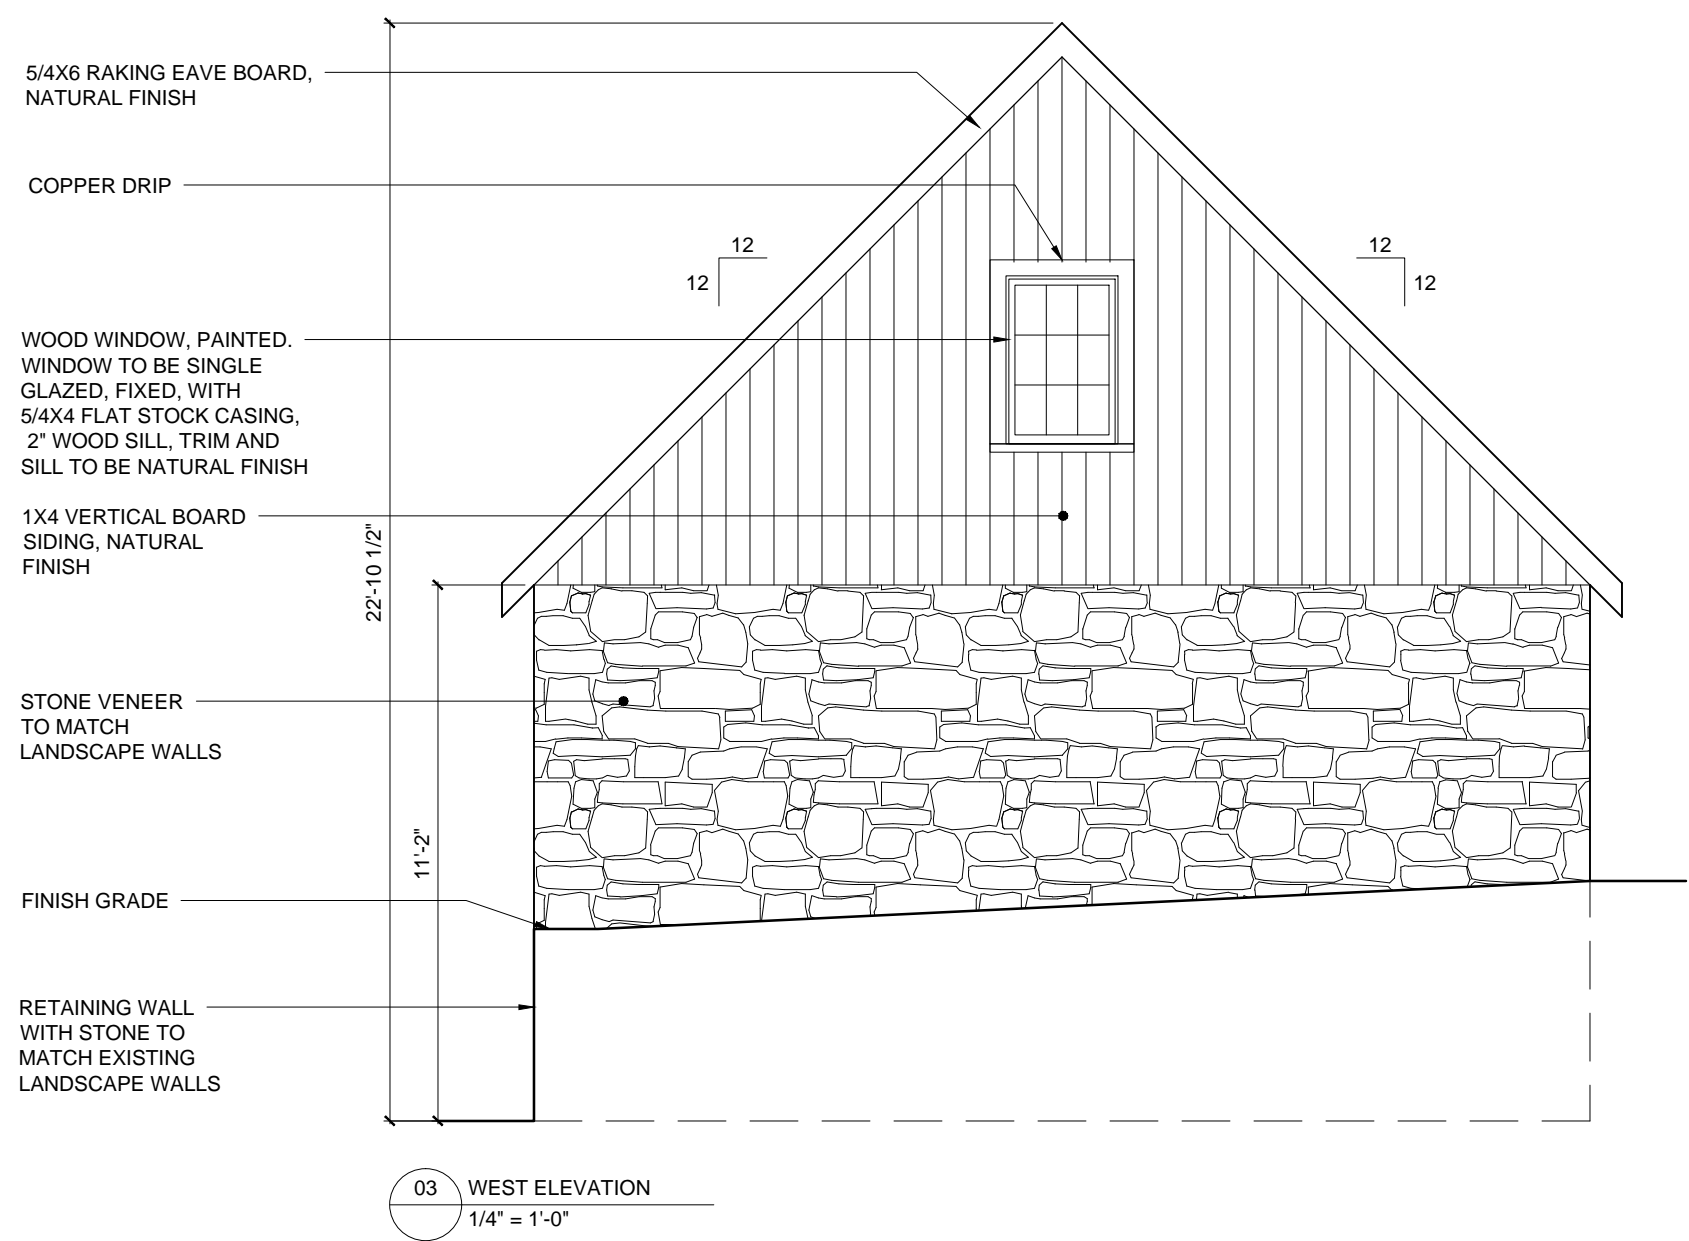 5/4X6 RAKING EAVE BOARD,
NATURAL FINISH
COPPER DRIP
12
12
12
12
WOOD WINDOW, PAINTED.
WINDOW TO BE SINGLE
GLAZED, FIXED, WITH
5/4X4 FLAT STOCK CASING,
2" WOOD SILL, TRIM AND
SILL TO BE NATURAL FINISH
1X4 VERTICAL BOARD
SIDING, NATURAL
FINISH
22'-10 1/2"
STONE VENEER
TO MATCH
LANDSCAPE WALLS
11'-2"
FINISH GRADE
RETAINING WALL
WITH STONE TO
MATCH EXISTING
LANDSCAPE WALLS
03
WEST ELEVATION
1/4" = 1'-0"